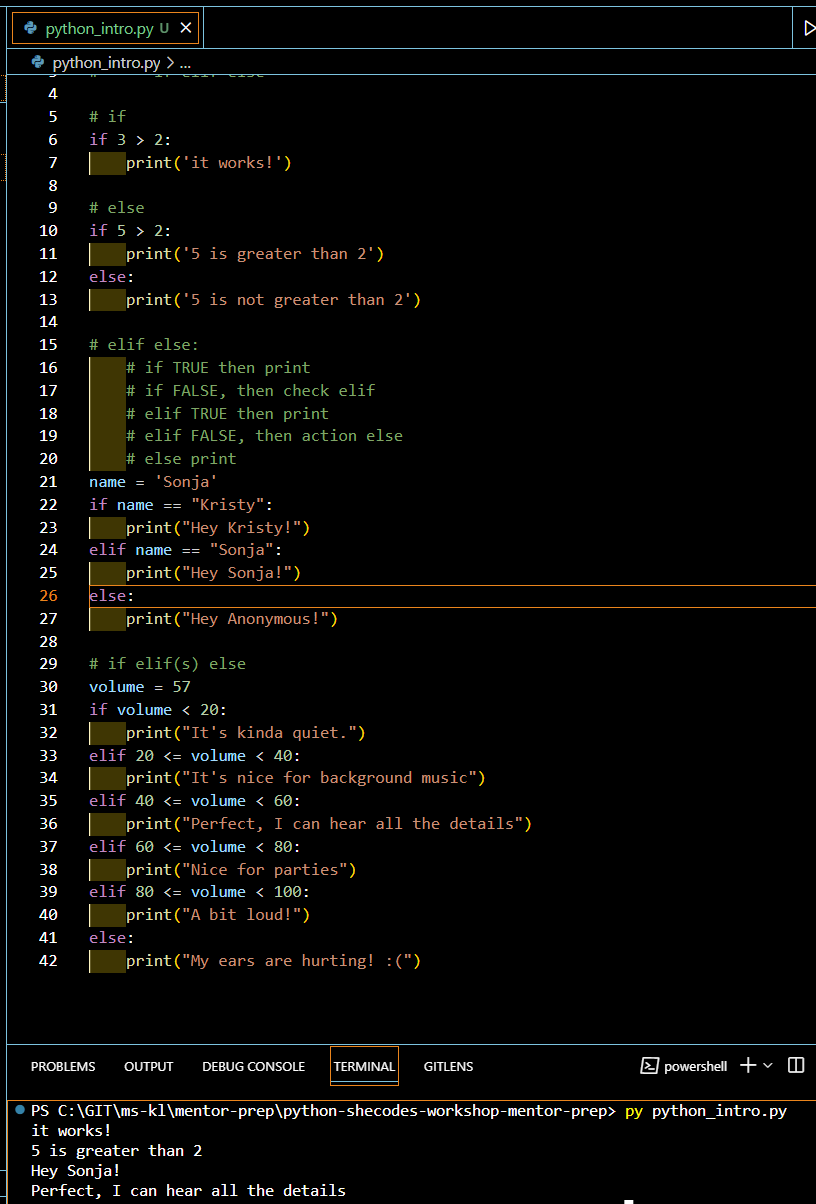 python_intro.py U
python_intro.py > ...
4
5 # if
6 if 3 > 2:
7     print('it works!')
8
9 # else
10 if 5 > 2:
11     print('5 is greater than 2')
12 else:
13     print('5 is not greater than 2')
14
15 # elif else:
16     # if TRUE then print
17     # if FALSE, then check elif
18     # elif TRUE then print
19     # elif FALSE, then action else
20     # else print
21 name = 'Sonja'
22 if name == "Kristy":
23     print("Hey Kristy!")
24 elif name == "Sonja":
25     print("Hey Sonja!")
26 else:
27     print("Hey Anonymous!")
28
29 # if elif(s) else
30 volume = 57
31 if volume < 20:
32     print("It's kinda quiet.")
33 elif 20 <= volume < 40:
34     print("It's nice for background music")
35 elif 40 <= volume < 60:
36     print("Perfect, I can hear all the details")
37 elif 60 <= volume < 80:
38     print("Nice for parties")
39 elif 80 <= volume < 100:
40     print("A bit loud!")
41 else:
42     print("My ears are hurting! :(")
PROBLEMS OUTPUT DEBUG CONSOLE TERMINAL GITLENS powershell
PS C:\GIT\ms-kl\mentor-prep\python-shecodes-workshop-mentor-prep> py python_intro.py
it works!
5 is greater than 2
Hey Sonja!
Perfect, I can hear all the details